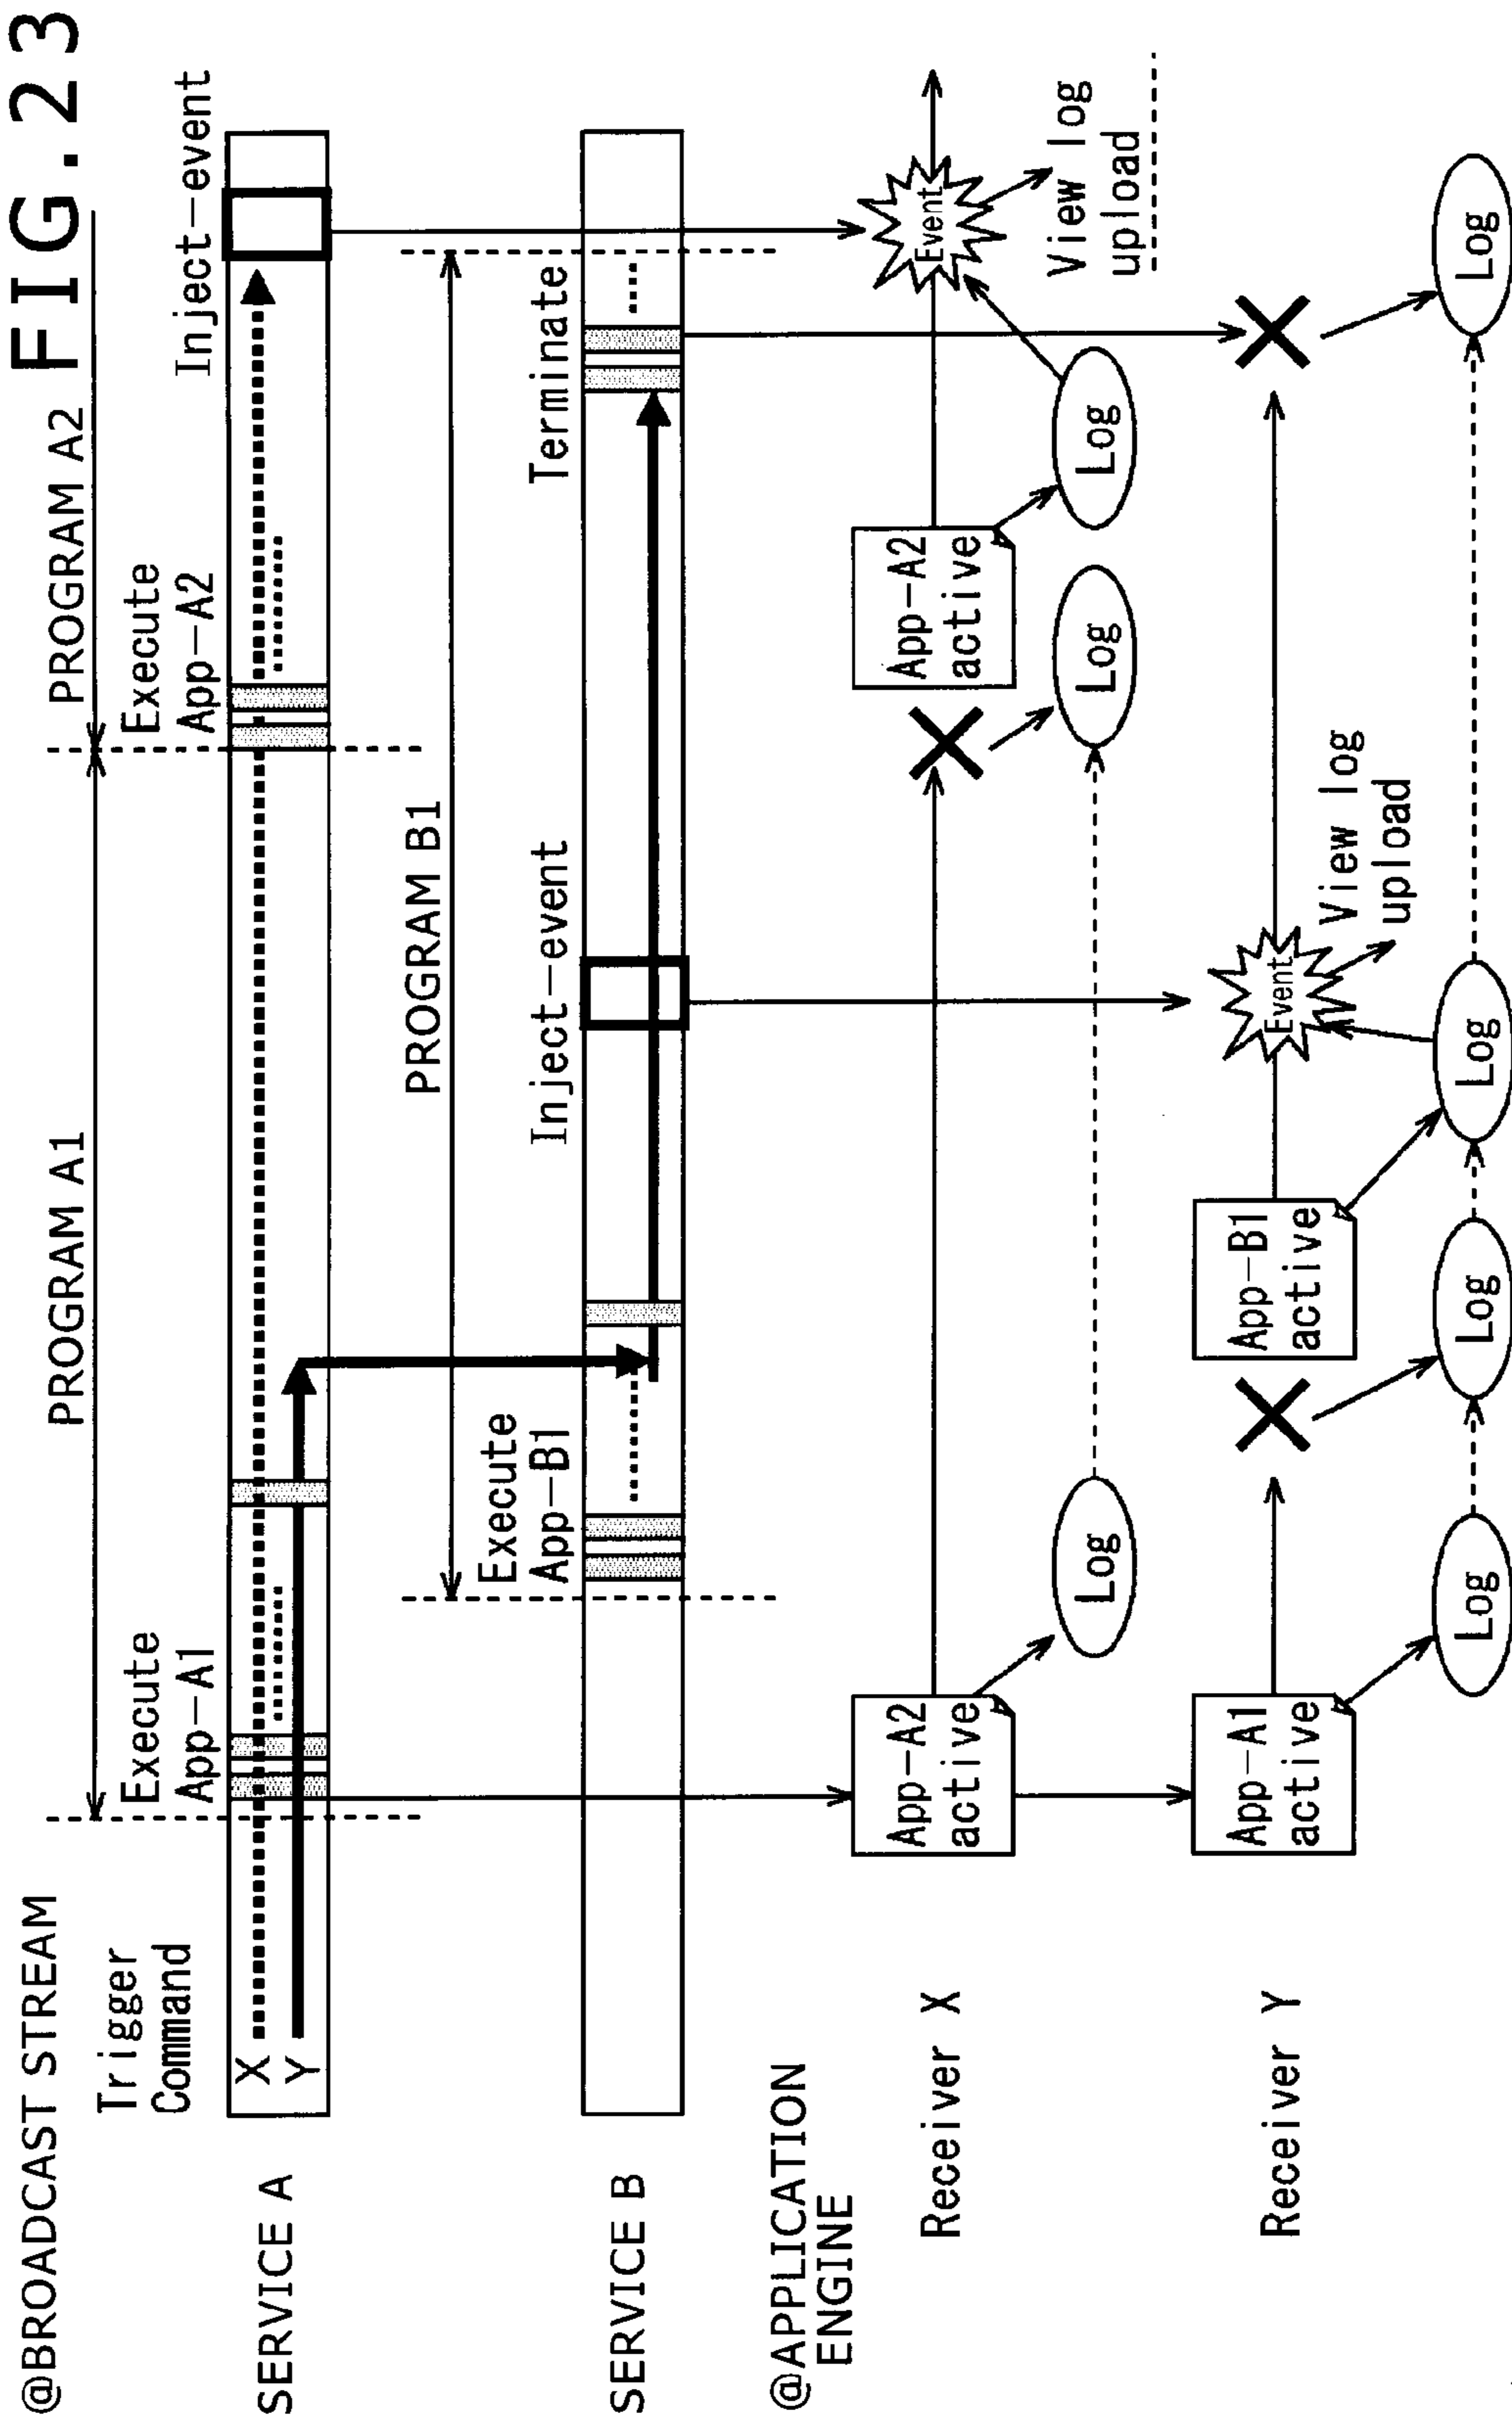 FIG.23
@BROADCAST STREAM
PROGRAM A1
PROGRAM A2
Trigger
Command
Execute
App-A1
Execute
App-A2
Inject-event
SERVICE A
X
Y
PROGRAM B1
Execute
App-B1
Inject-event
Terminate
SERVICE B
@APPLICATION
ENGINE
Receiver X
App-A2
active
Log
Log
App-A2
active
Log
Event
View log
upload
Receiver Y
App-A1
active
Log
Log
App-B1
active
Log
Event
View log
upload
Log